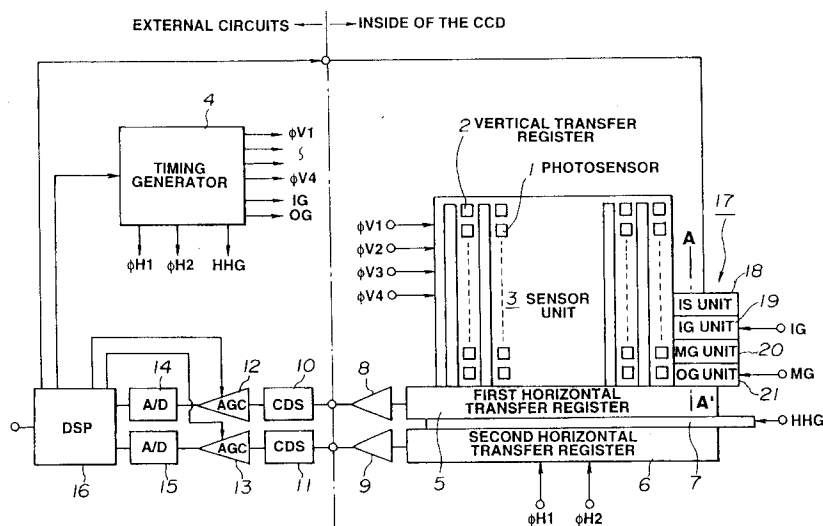 EXTERNAL CIRCUITS
INSIDE OF THE CCD
4
TIMING
GENERATOR
φV1
∫
φV4
IG
OG
φH1
φH2
HHG
2
VERTICAL TRANSFER
REGISTER
1
PHOTOSENSOR
17
φV1
φV2
φV3
φV4
3
SENSOR
UNIT
A
18
IS UNIT
19
IG UNIT
IG
MG UNIT
20
OG UNIT
MG
21
A'
FIRST HORIZONTAL
TRANSFER REGISTER
HHG
SECOND HORIZONTAL
TRANSFER REGISTER
5
6
7
φH1
φH2
14
A/D
12
AGC
10
CDS
8
DSP
16
A/D
15
AGC
13
CDS
11
9